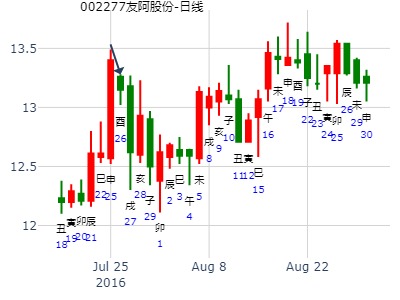 002277友阿股份-日线
13.5
13
12.5
12
丑 寅 卯 辰 巳 申 酉 戌 亥 子 卯 辰 巳 午 未 戌 亥 子 丑 寅 巳 午 未 申 酉 子 丑 寅 卯 辰 未 申
18 19 20 21 22 25 26 27 28 29 1 2 3 4 5 8 9 10 11 12 15 16 17 18 19 22 23 24 25 26 29 30
Jul 25 Aug 8 Aug 22
2016